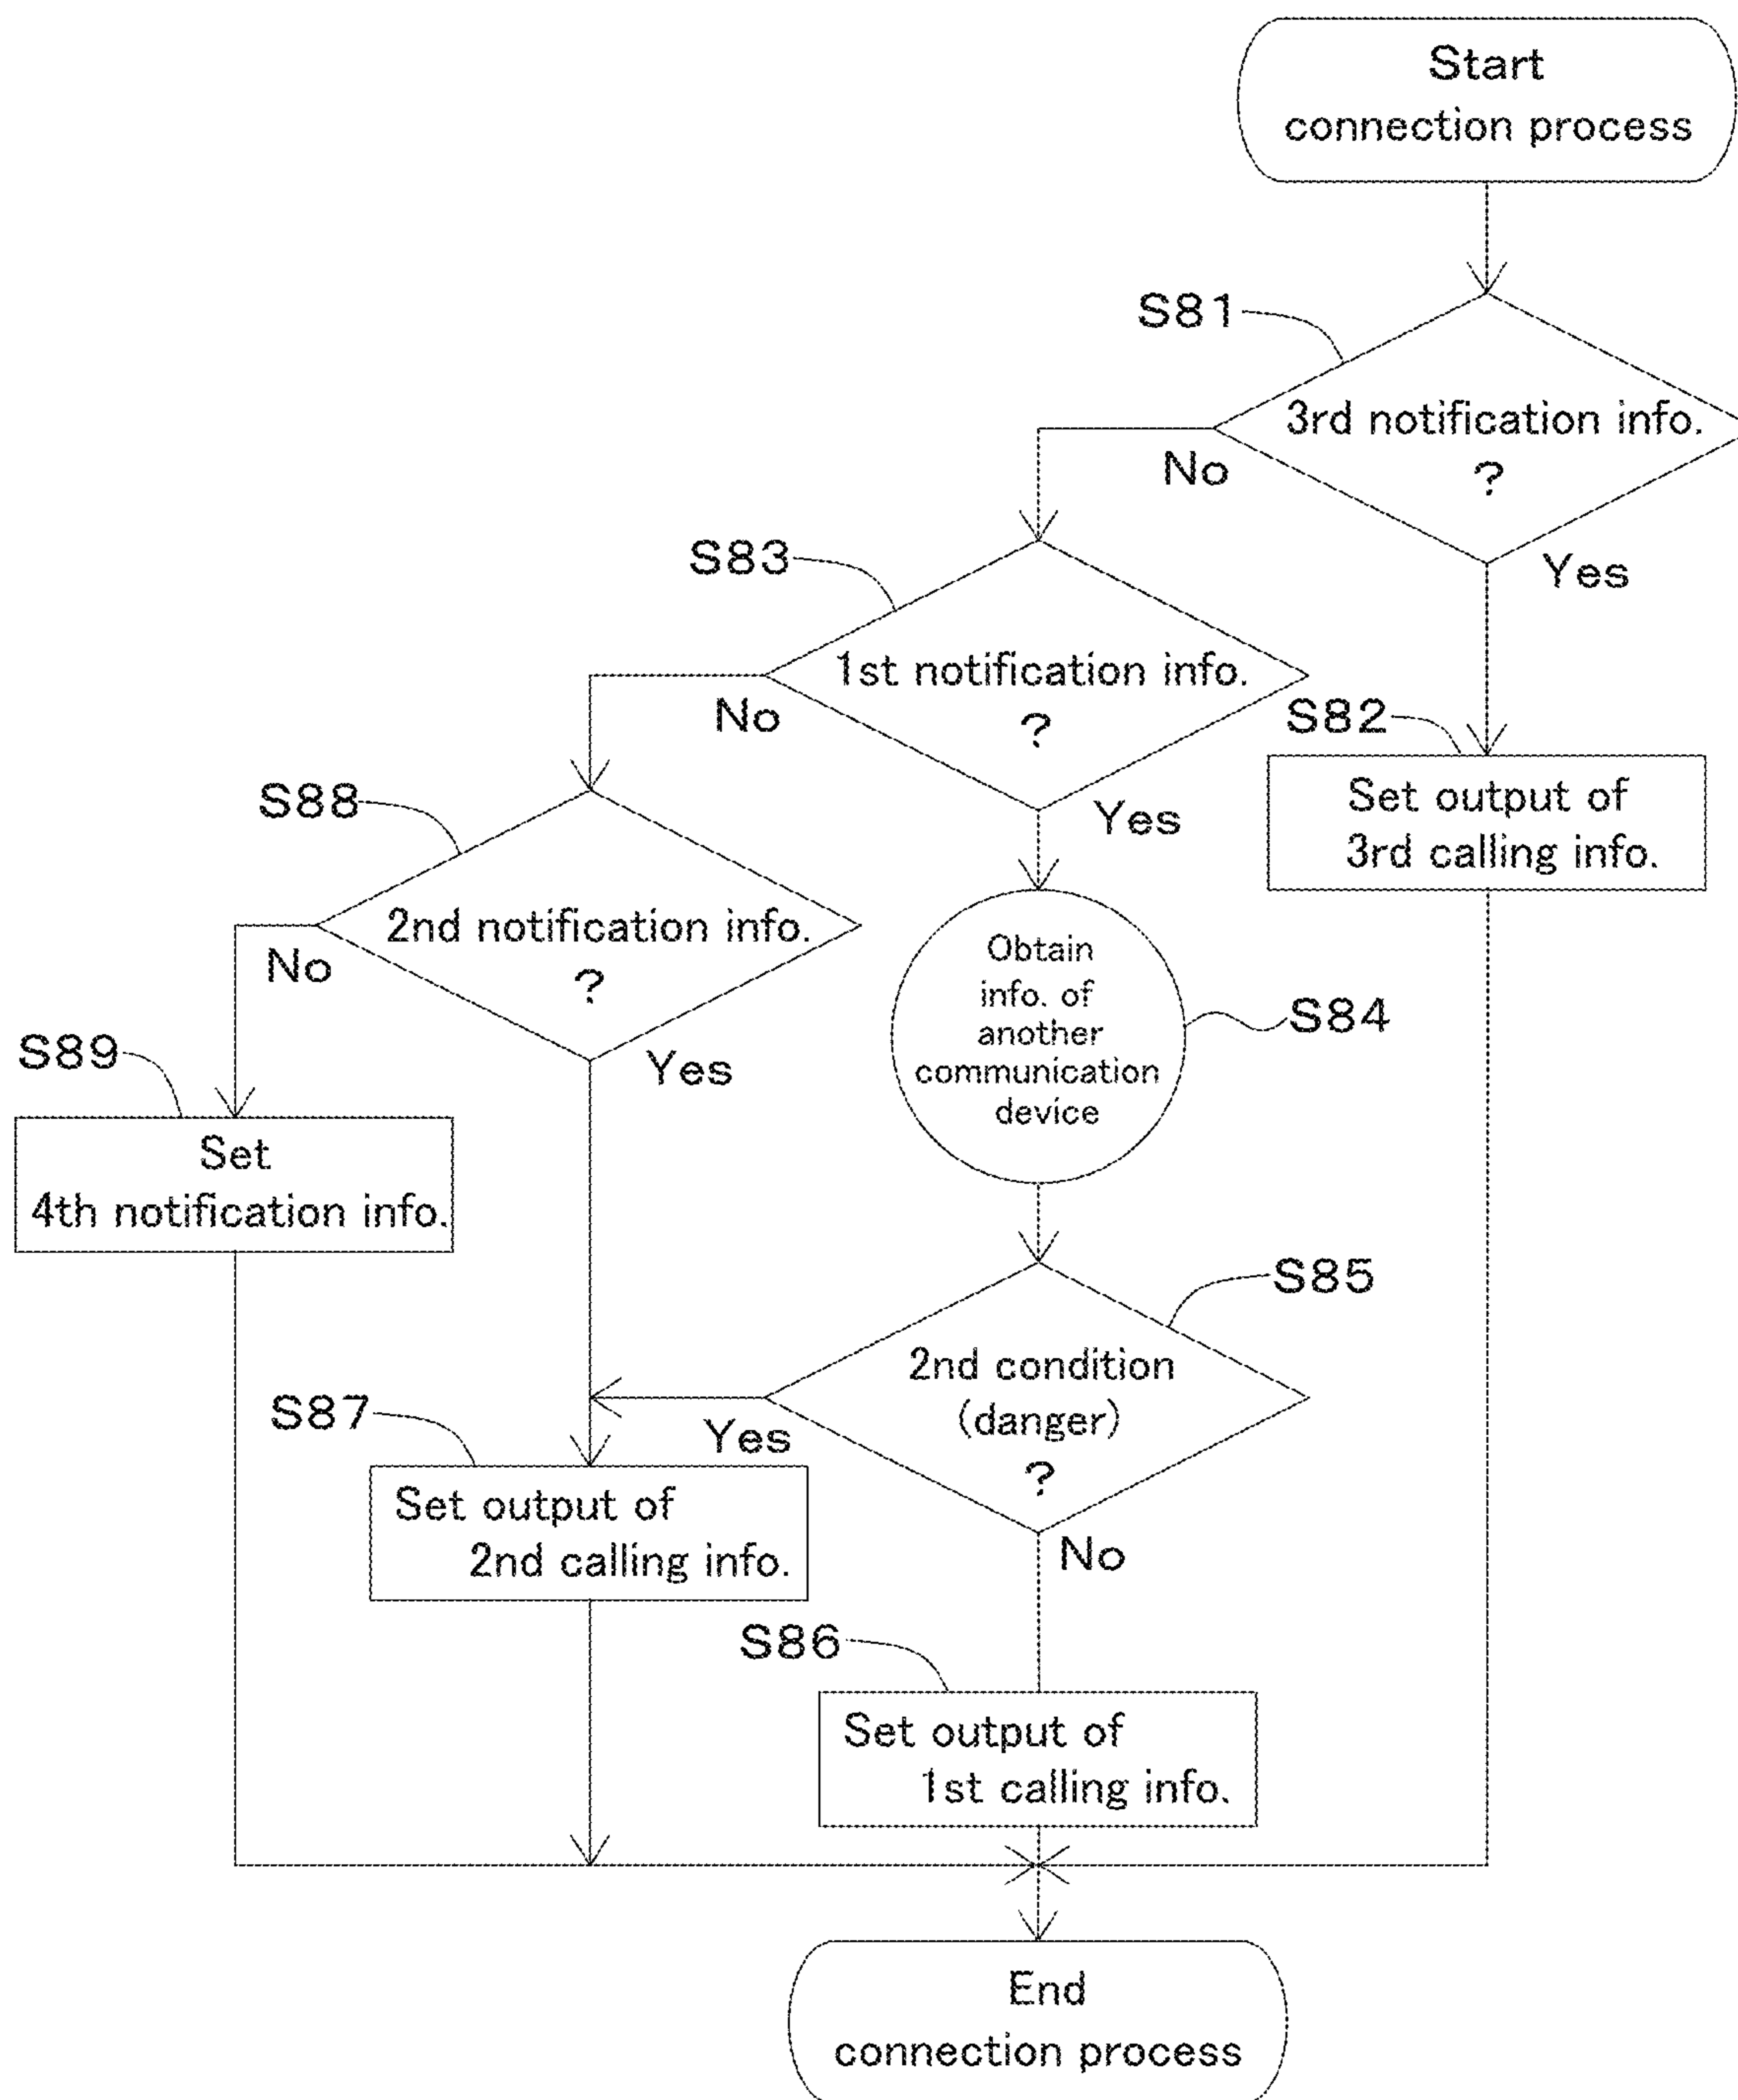 Start
connection process
S81
3rd notification info.
?
No
Yes
S83
1st notification info.
?
No
Yes
S82
Set output of
3rd calling info.
S88
2nd notification info.
?
No
Yes
Obtain
info. of
another
communication
device
S84
S89
Set
4th notification info.
S85
2nd condition
(danger)
?
Yes
No
S87
Set output of
2nd calling info.
S86
Set output of
1st calling info.
End
connection process